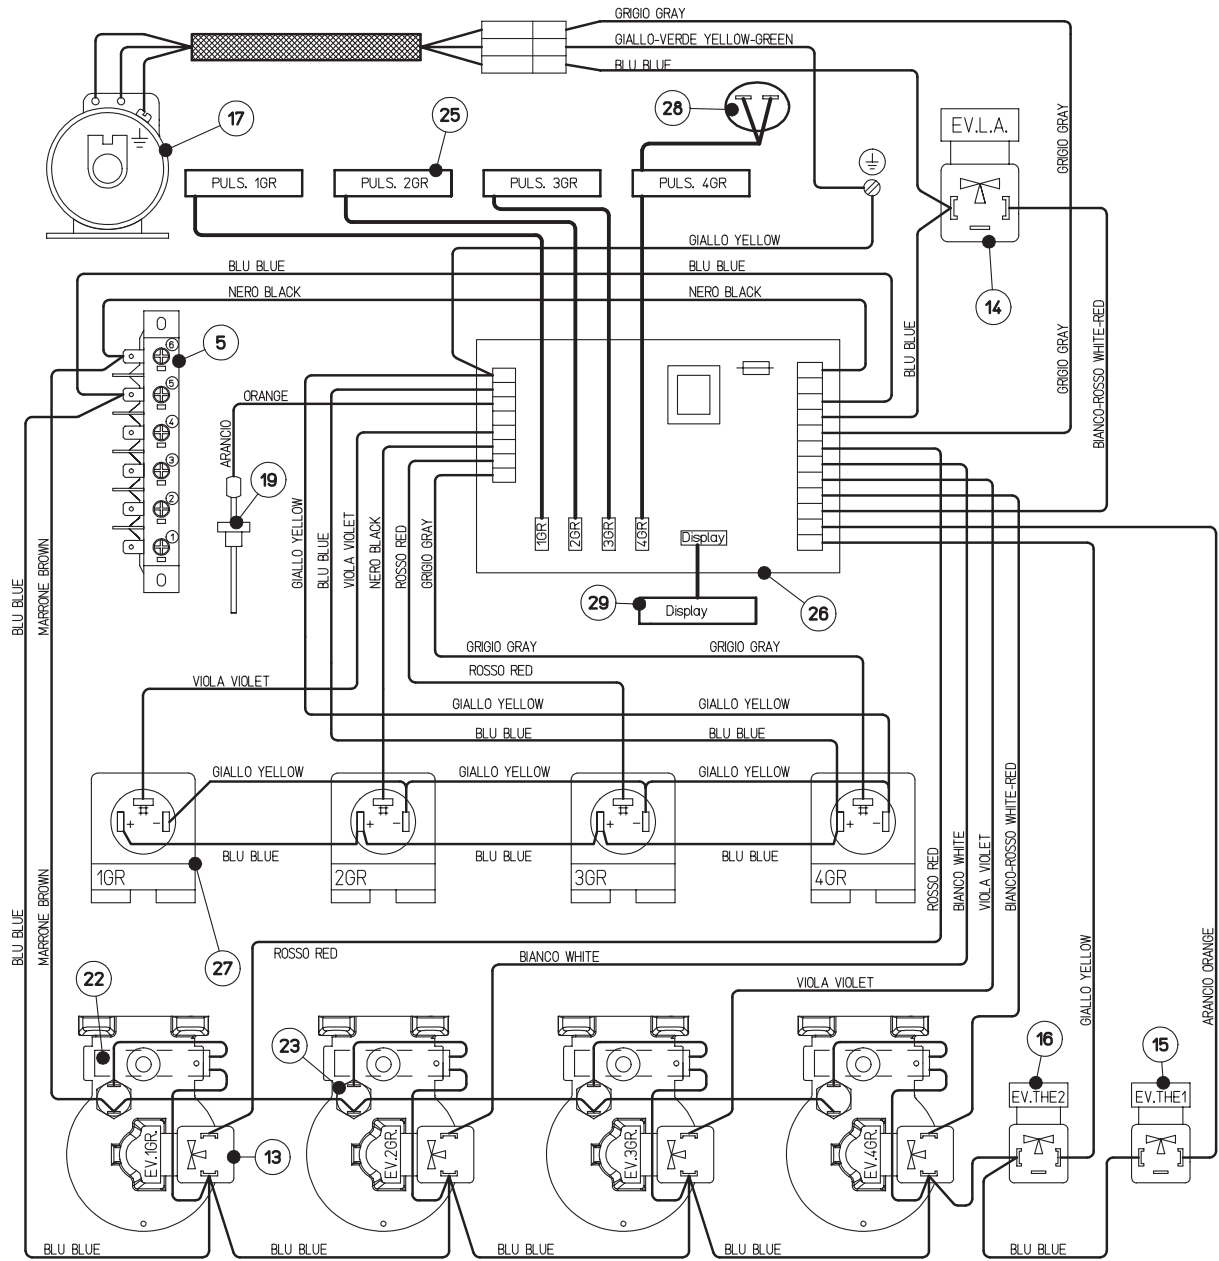 GRIGIO GRAY
GIALLO-VERDE YELLOW-GREEN
BLU BLUE
17
25
28
EV.L.A.
GRIGIO GRAY
PULS. 1GR
PULS. 2GR
PULS. 3GR
PULS. 4GR
GIALLO YELLOW
14
BLU BLUE
BLU BLUE
NERO BLACK
NERO BLACK
5
0
6
5
4
3
2
1
0
ORANGE
ARANCIO
19
BLU BLUE
GRIGIO GRAY
BIANCO-ROSSO WHITE-RED
BLU BLUE
MARRONE BROWN
GIALLO YELLOW
BLU BLUE
VIOLA VIOLET
NERO BLACK
ROSSO RED
GRIGIO GRAY
1GR
2GR
3GR
4GR
Display
29
Display
26
GRIGIO GRAY
GRIGIO GRAY
ROSSO RED
VIOLA VIOLET
GIALLO YELLOW
GIALLO YELLOW
BLU BLUE
BLU BLUE
GIALLO YELLOW
GIALLO YELLOW
GIALLO YELLOW
+ -
+ -
+ -
+ -
BLU BLUE
BLU BLUE
BLU BLUE
1GR
2GR
3GR
4GR
27
BLU BLUE
MARRONE BROWN
ROSSO RED
BIANCO WHITE
VIOLA VIOLET
BIANCO-ROSSO WHITE-RED
GIALLO YELLOW
ARANCIO ORANGE
ROSSO RED
BIANCO WHITE
VIOLA VIOLET
22
23
16
15
EV.THE2
EV.THE1
EV.1GR.
EV.2GR.
EV.3GR.
EV.4GR.
13
BLU BLUE
BLU BLUE
BLU BLUE
BLU BLUE
BLU BLUE